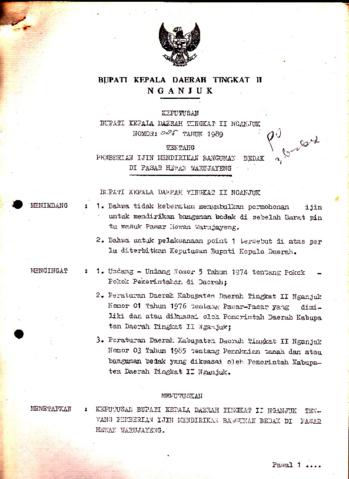 BUPATI KEPALA DAERAH TINGKAT II
NGANJUK
KEPUTUSAN
BUPATI KEPALA DAERAH TINGKAT II NGANJUK
NOMOR: 005 TAHUN 1989
TENTANG
PEMBERIAN IJIN MENDIRIKAN BANGUNAN BEDAK
DI PASAR HEWAN WARUJAYENG
BUPATI KEPALA DAERAH TINGKAT II NGANJUK
MENIMBANG : 1. Bahwa tidak keberatan mengabulkan permohonan ijin
untuk mendirikan bangunan bedak di sebelah Barat pin
tu masuk Pasar Hewan Warujayeng.
2. Bahwa untuk pelaksanaan point 1 tersebut di atas per
lu diterbitkan Keputusan Bupati Kepala Daerah.
MENGINGAT : 1. Undang - Undang Nomor 5 Tahun 1974 tentang Pokok -
Pokok Pemerintahan di Daerah;
2. Peraturan Daerah Kabupaten Daerah Tingkat II Nganjuk
Nomor 01 Tahun 1976 tentang Pasar-Pasar yang dimi-
liki dan atau dikuasai oleh Pemerintah Daerah Kabupa
ten Daerah Tingkat II Nganjuk;
3. Peraturan Daerah Kabupaten Daerah Tingkat II Nganjuk
Nomor 03 Tahun 1985 tentang Pemakaian tanah dan atau
bangunan bedak yang dikuasai oleh Pemerintah Kabupa-
ten Daerah Tingkat II Nganjuk.
MEMUTUSKAN
MENETAPKAN : KEPUTUSAN BUPATI KEPALA DAERAH TINGKAT II NGANJUK TEN-
TANG PEMBERIAN IJIN MENDIRIKAN BANGUNAN BEDAK DI PASAR
HEWAN WARUJAYENG.
Pasal 1 ....